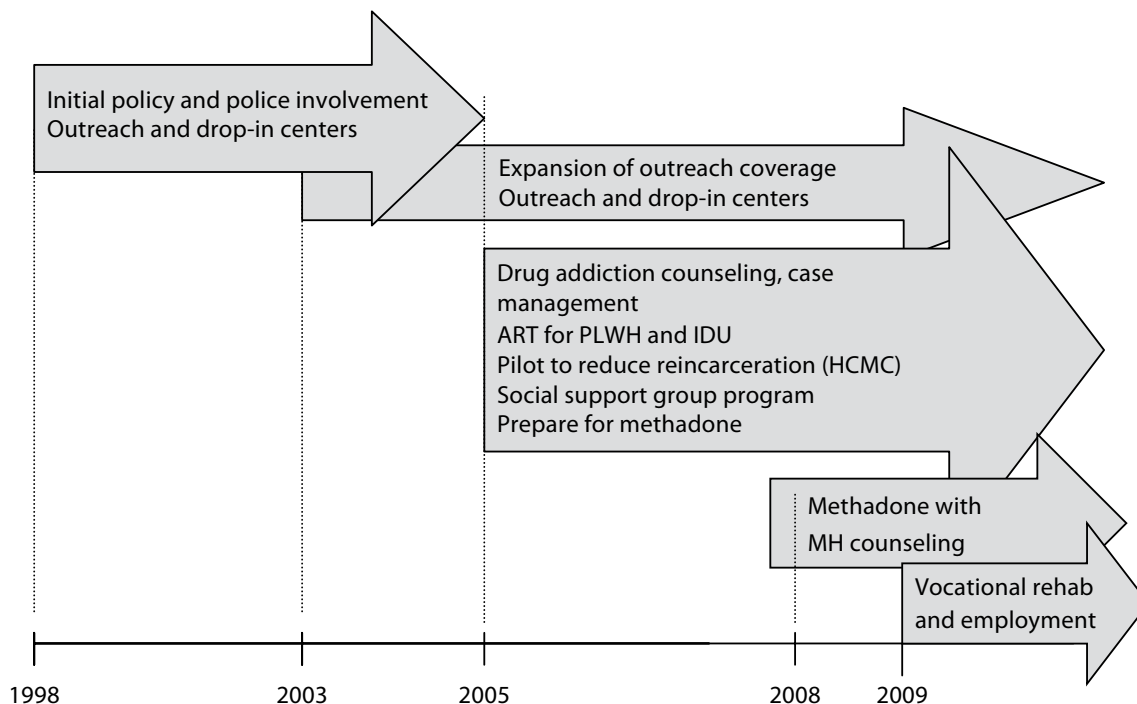 Initial policy and police involvement
Outreach and drop-in centers
Expansion of outreach coverage
Outreach and drop-in centers
Drug addiction counseling, case
management
ART for PLWH and IDU
Pilot to reduce reincarceration (HCMC)
Social support group program
Prepare for methadone
Methadone with
MH counseling
Vocational rehab
and employment
1998
2003
2005
2008
2009